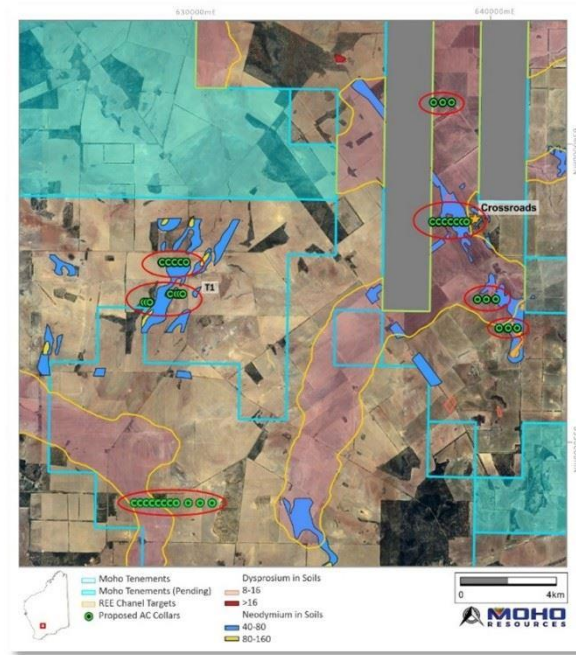 630000mE
640000mE
Crossroads
T1
Moho Tenements
Moho Tenements (Pending)
REE Chanel Targets
Proposed AC Collars
Dysprosium in Soils
8-16
>16
Neodymium in Soils
40-80
80-160
4km
MOHO
RESOURCES